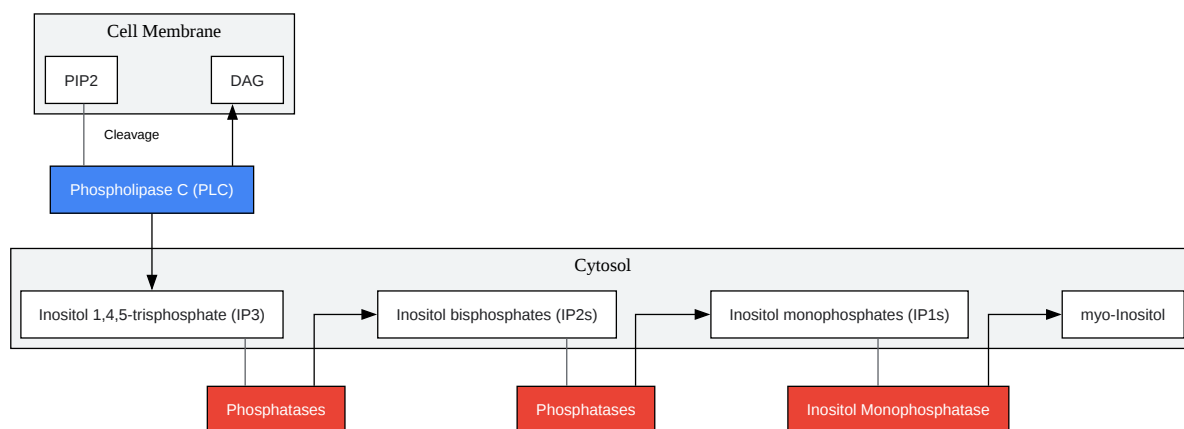 Cell Membrane
PIP2
DAG
Cleavage
Phospholipase C (PLC)
Cytosol
Inositol 1,4,5-trisphosphate (IP3)
Inositol bisphosphates (IP2s)
Inositol monophosphates (IP1s)
myo-Inositol
Phosphatases
Phosphatases
Inositol Monophosphatase